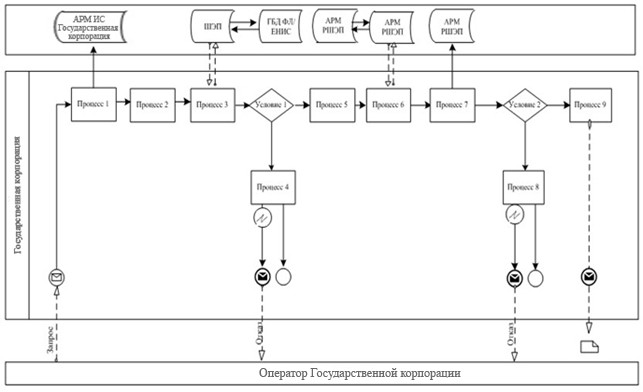 АРМ ИС
Государственная
корпорация
ШЭП
ГБД ФЛ/
ЕНИС
АРМ
РШЭП
АРМ
РШЭП
АРМ
РШЭП
Государственная корпорация
Процесс 1
Процесс 2
Процесс 3
Условие 1
Процесс 5
Процесс 6
Процесс 7
Условие 2
Процесс 9
Процесс 4
Процесс 8
Запрос
Отказ
Отказ
Оператор Государственной корпорации